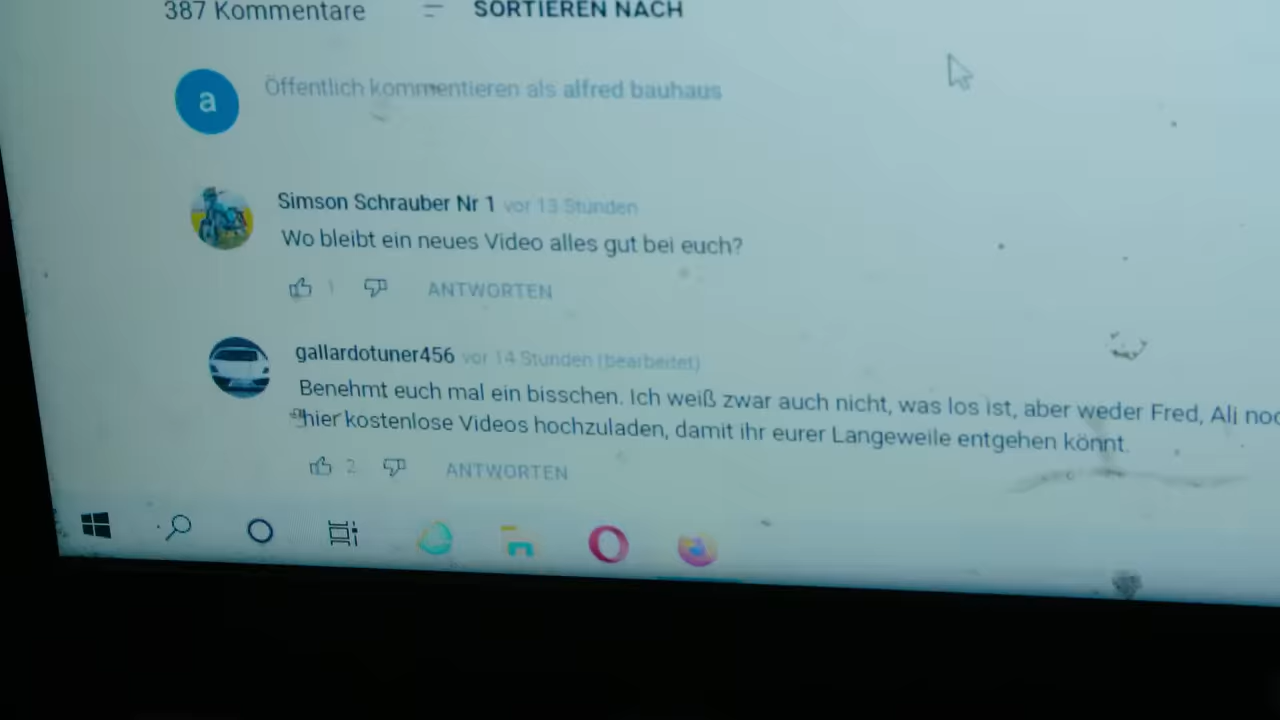 387 Kommentare SORTIEREN NACH
a Öffentlich kommentieren als alfred bauhaus
Simson Schrauber Nr 1 vor 13 Stunden
Wo bleibt ein neues Video alles gut bei euch?
1 ANTWORTEN
gallardotuner456 vor 14 Stunden (bearbeitet)
Benehmt euch mal ein bisschen. Ich weiß zwar auch nicht, was los ist, aber weder Fred, Ali noc
hier kostenlose Videos hochzuladen, damit ihr eurer Langeweile entgehen könnt.
2 ANTWORTEN